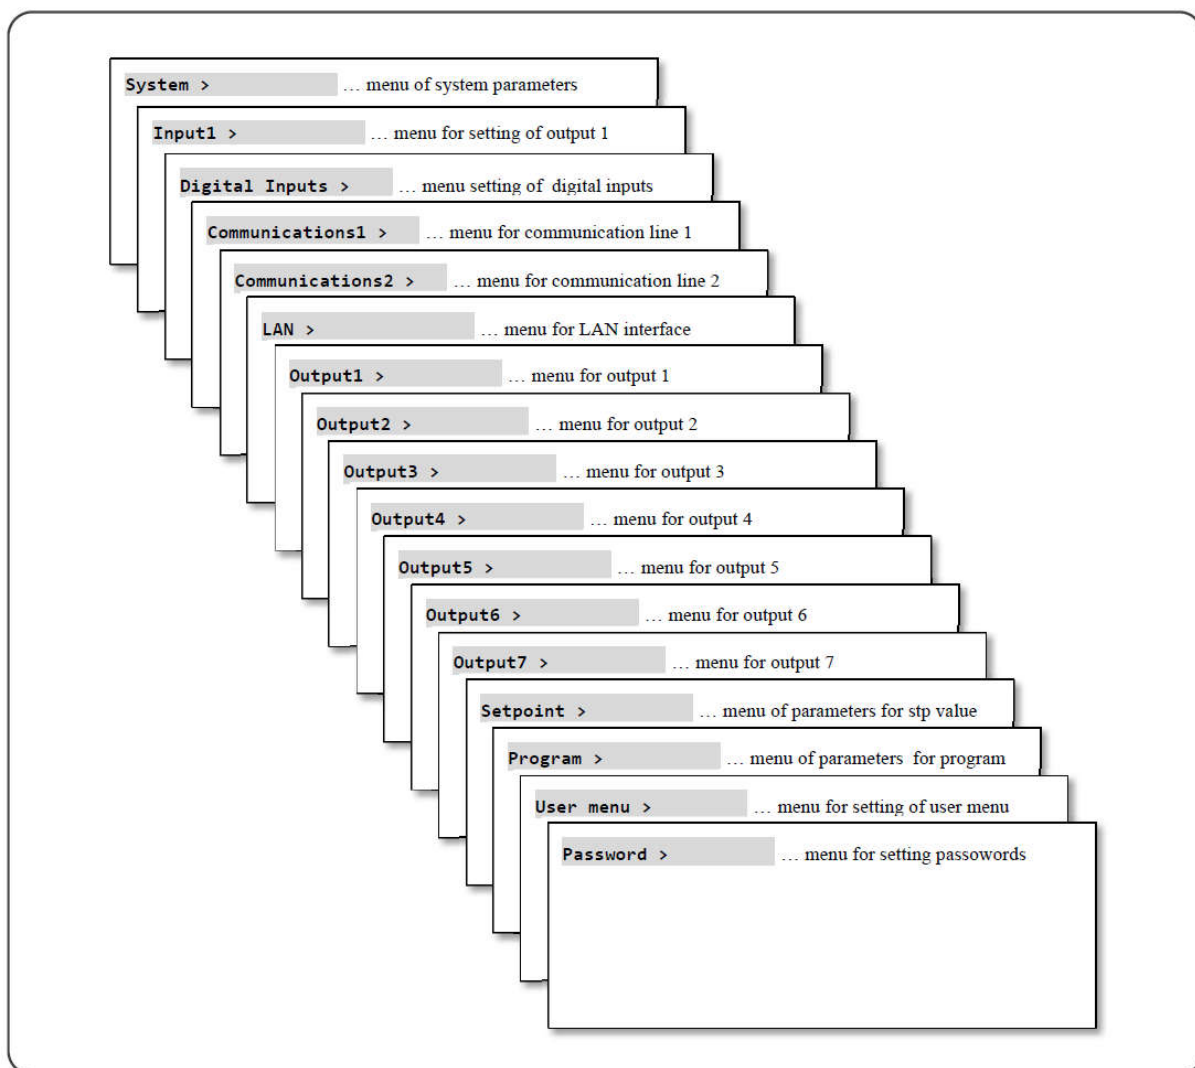 System > … menu of system parameters
Input1 > … menu for setting of output 1
Digital Inputs > … menu setting of digital inputs
Communications1 > … menu for communication line 1
Communications2 > … menu for communication line 2
LAN > … menu for LAN interface
Output1 > … menu for output 1
Output2 > … menu for output 2
Output3 > … menu for output 3
Output4 > … menu for output 4
Output5 > … menu for output 5
Output6 > … menu for output 6
Output7 > … menu for output 7
Setpoint > … menu of parameters for stp value
Program > … menu of parameters for program
User menu > … menu for setting of user menu
Password > … menu for setting passowords